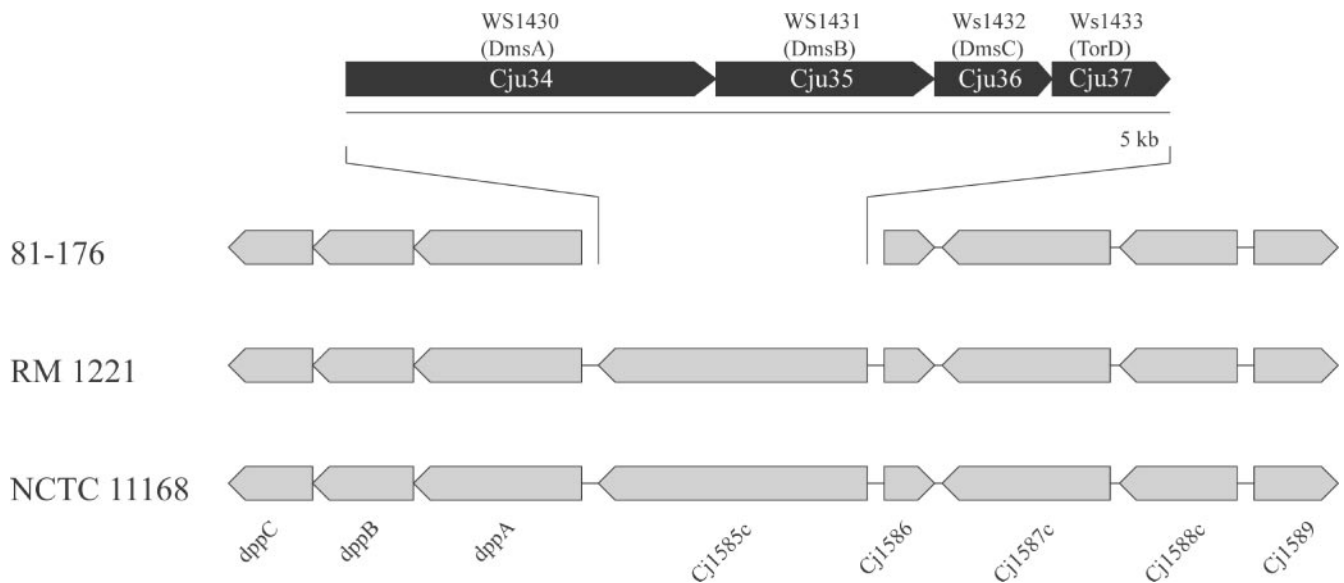 WS1430 WS1431 Ws1432 Ws1433
(DmsA) (DmsB) (DmsC) (TorD)
Cju34 Cju35 Cju36 Cju37
5 kb
81-176
RM 1221
NCTC 11168
dppC dppB dppA Cj1585c Cj1586 Cj1587c Cj1588c Cj1589